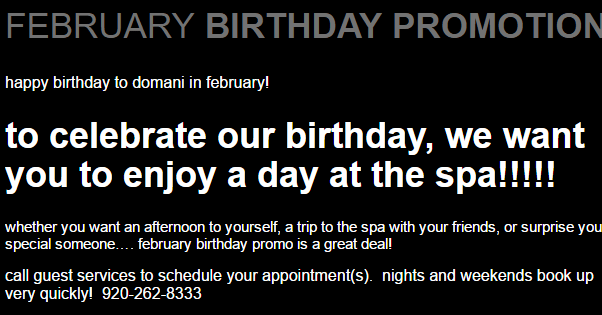 FEBRUARY BIRTHDAY PROMOTION
happy birthday to domani in february!
to celebrate our birthday, we want
you to enjoy a day at the spa!!!!!
whether you want an afternoon to yourself, a trip to the spa with your friends, or surprise you
special someone.... february birthday promo is a great deal!
call guest services to schedule your appointment(s).  nights and weekends book up
very quickly!  920-262-8333